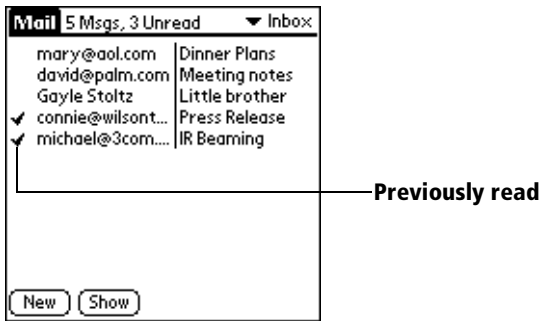 Mail 5 Msgs, 3 Unread Inbox
mary@aol.com Dinner Plans
david@palm.com Meeting notes
Gayle Stoltz Little brother
connie@wilsont... Press Release
michael@3com.... IR Beaming
Previously read
New Show